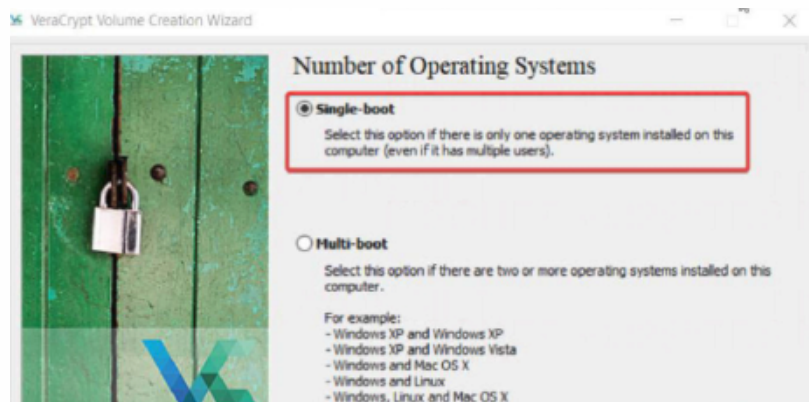 VeraCrypt Volume Creation Wizard
Number of Operating Systems
Single-boot
Select this option if there is only one operating system installed on this
computer (even if it has multiple users).
Multi-boot
Select this option if there are two or more operating systems installed on this
computer.
For example:
- Windows XP and Windows XP
- Windows XP and Windows Vista
- Windows and Mac OS X
- Windows and Linux
- Windows, Linux and Mac OS X